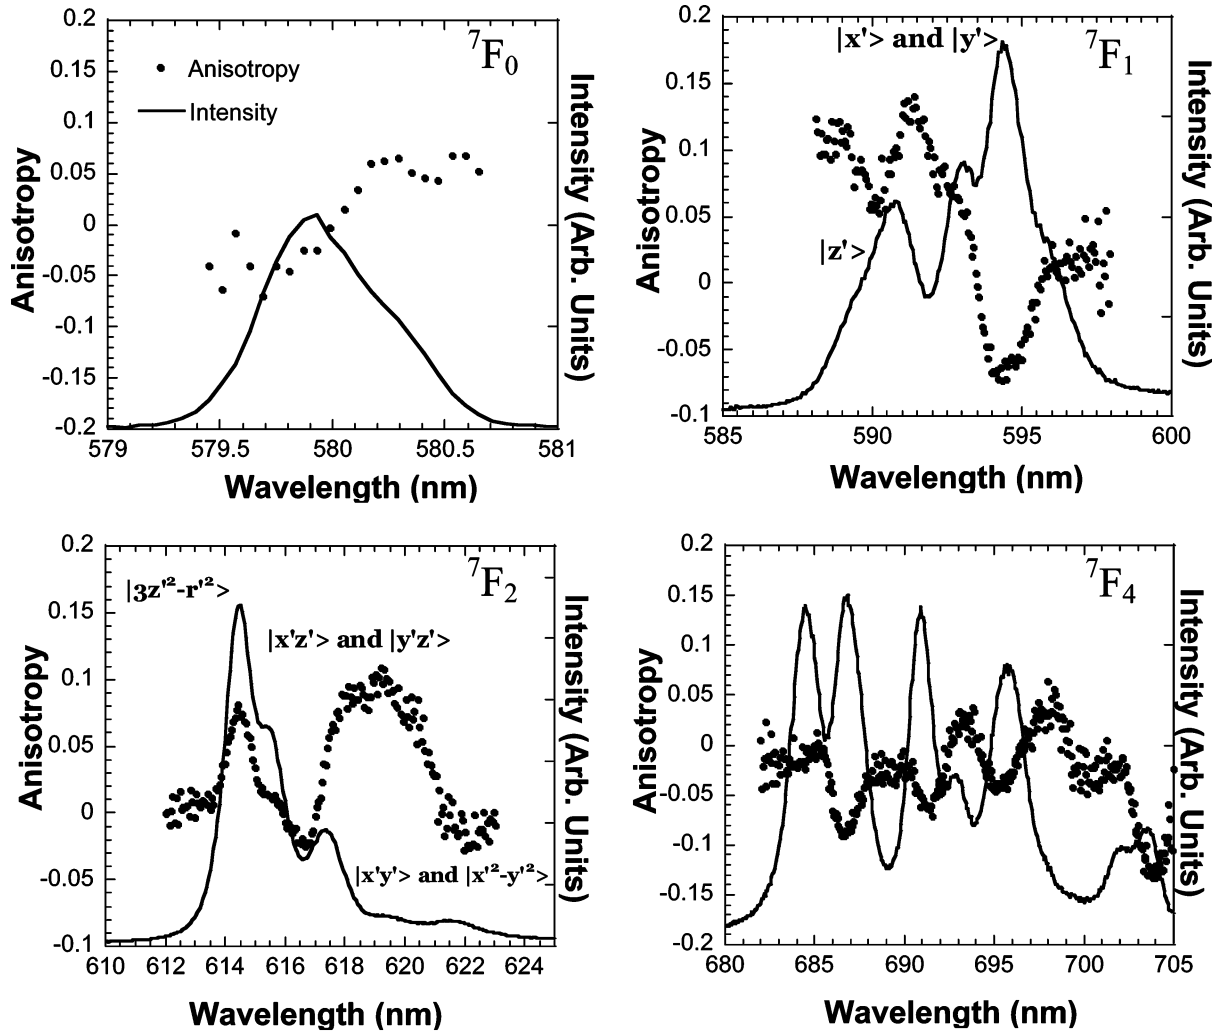 ⁷F₀
Anisotropy
Intensity
0.2
0.15
0.1
0.05
0
-0.05
-0.1
-0.15
-0.2
579
579.5
580
580.5
581
Anisotropy
Intensity (Arb. Units)
Wavelength (nm)
|x'> and |y'>
⁷F₁
|z'>
0.2
0.15
0.1
0.05
0
-0.05
-0.1
585
590
595
600
Anisotropy
Intensity (Arb. Units)
Wavelength (nm)
⁷F₂
|3z'²-r'²>
|x'z'> and |y'z'>
|x'y'> and |x'²-y'²>
0.2
0.15
0.1
0.05
0
-0.05
-0.1
610
612
614
616
618
620
622
624
Anisotropy
Intensity (Arb. Units)
Wavelength (nm)
⁷F₄
0.2
0.15
0.1
0.05
0
-0.05
-0.1
-0.15
-0.2
680
685
690
695
700
705
Anisotropy
Intensity (Arb. Units)
Wavelength (nm)